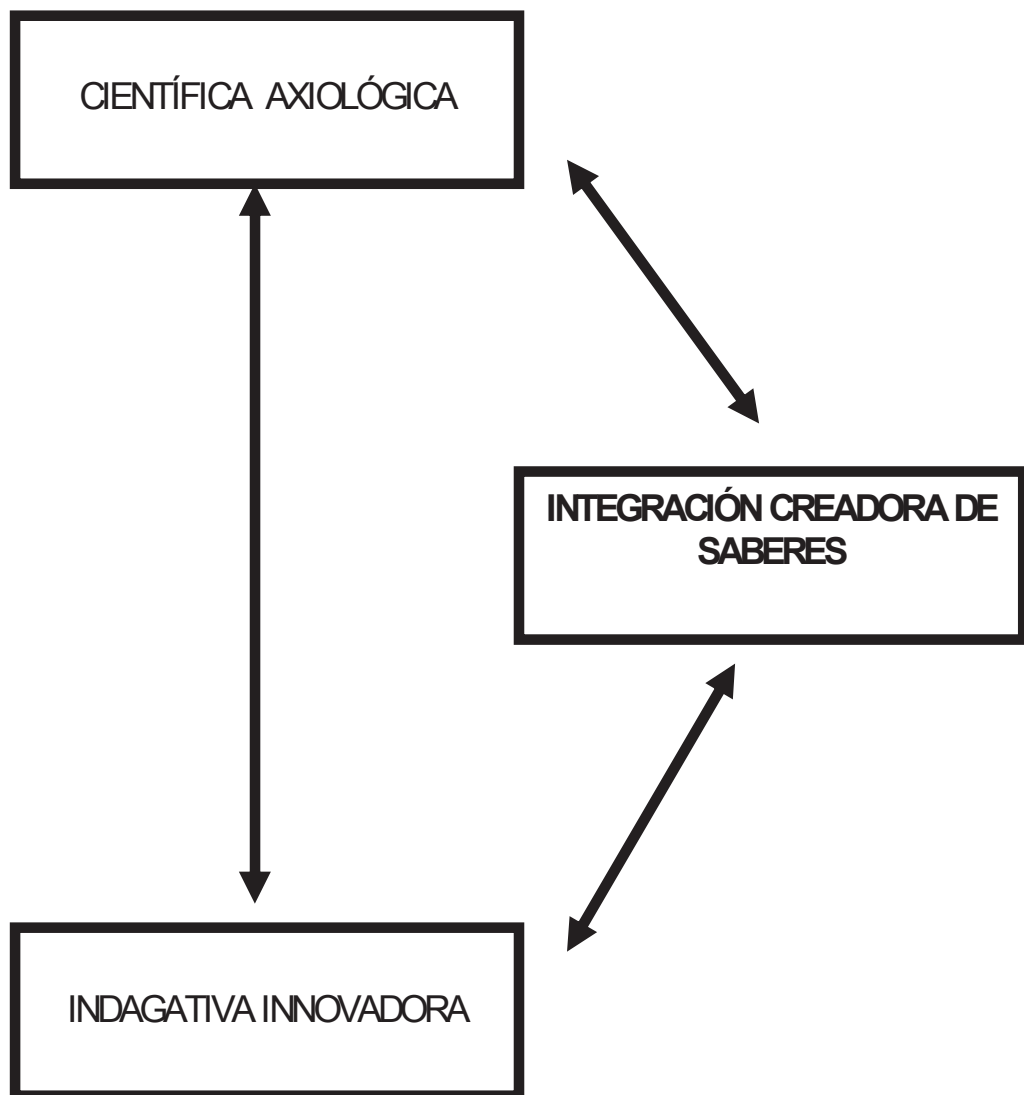 CIENTÍFICA AXIOLÓGICA
INTEGRACIÓN CREADORA DE
SABERES
INDAGATIVA INNOVADORA